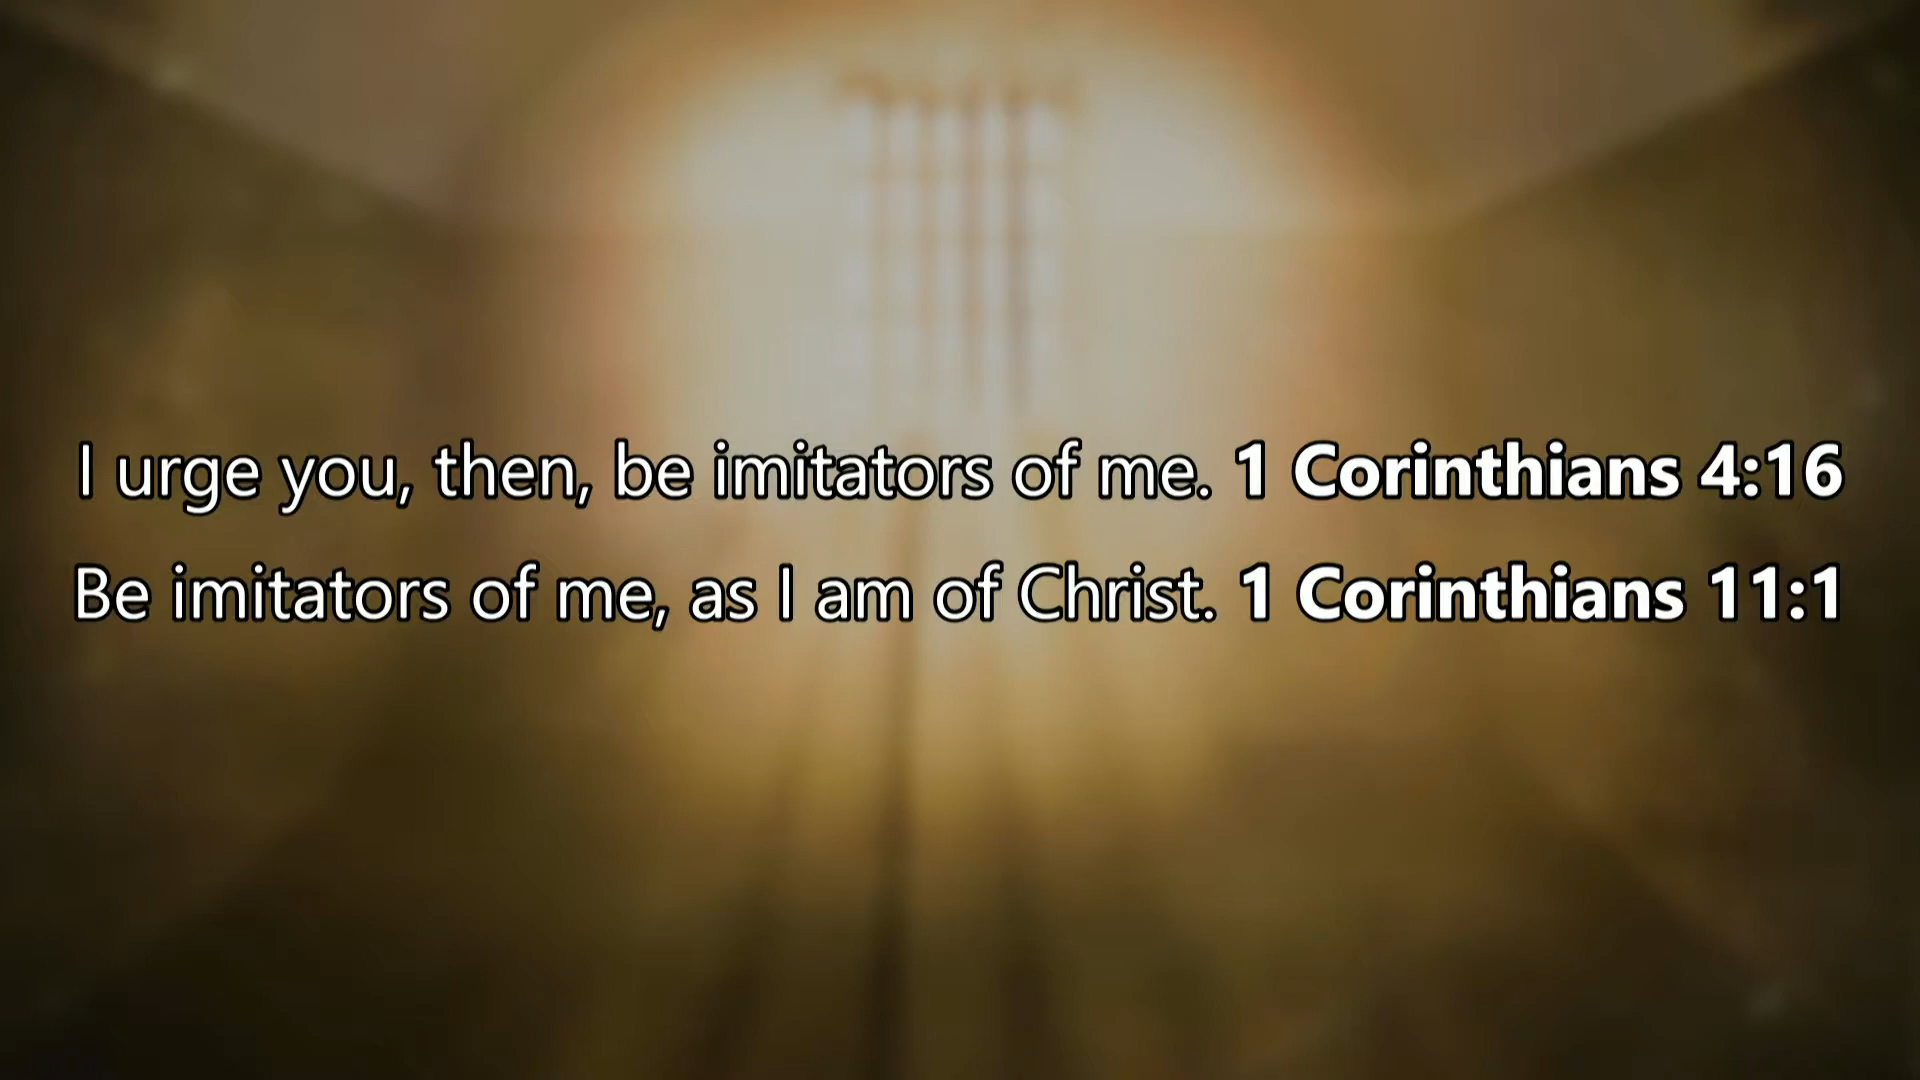 I urge you, then, be imitators of me. 1 Corinthians 4:16
Be imitators of me, as I am of Christ. 1 Corinthians 11:1